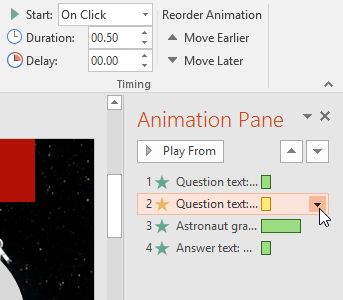 Start: On Click Reorder Animation
Duration: 00.50 Move Earlier
Delay: 00.00 Move Later
Timing
Animation Pane
Play From
1 Question text:...
2 Question text:...
3 Astronaut gra...
4 Answer text: ...